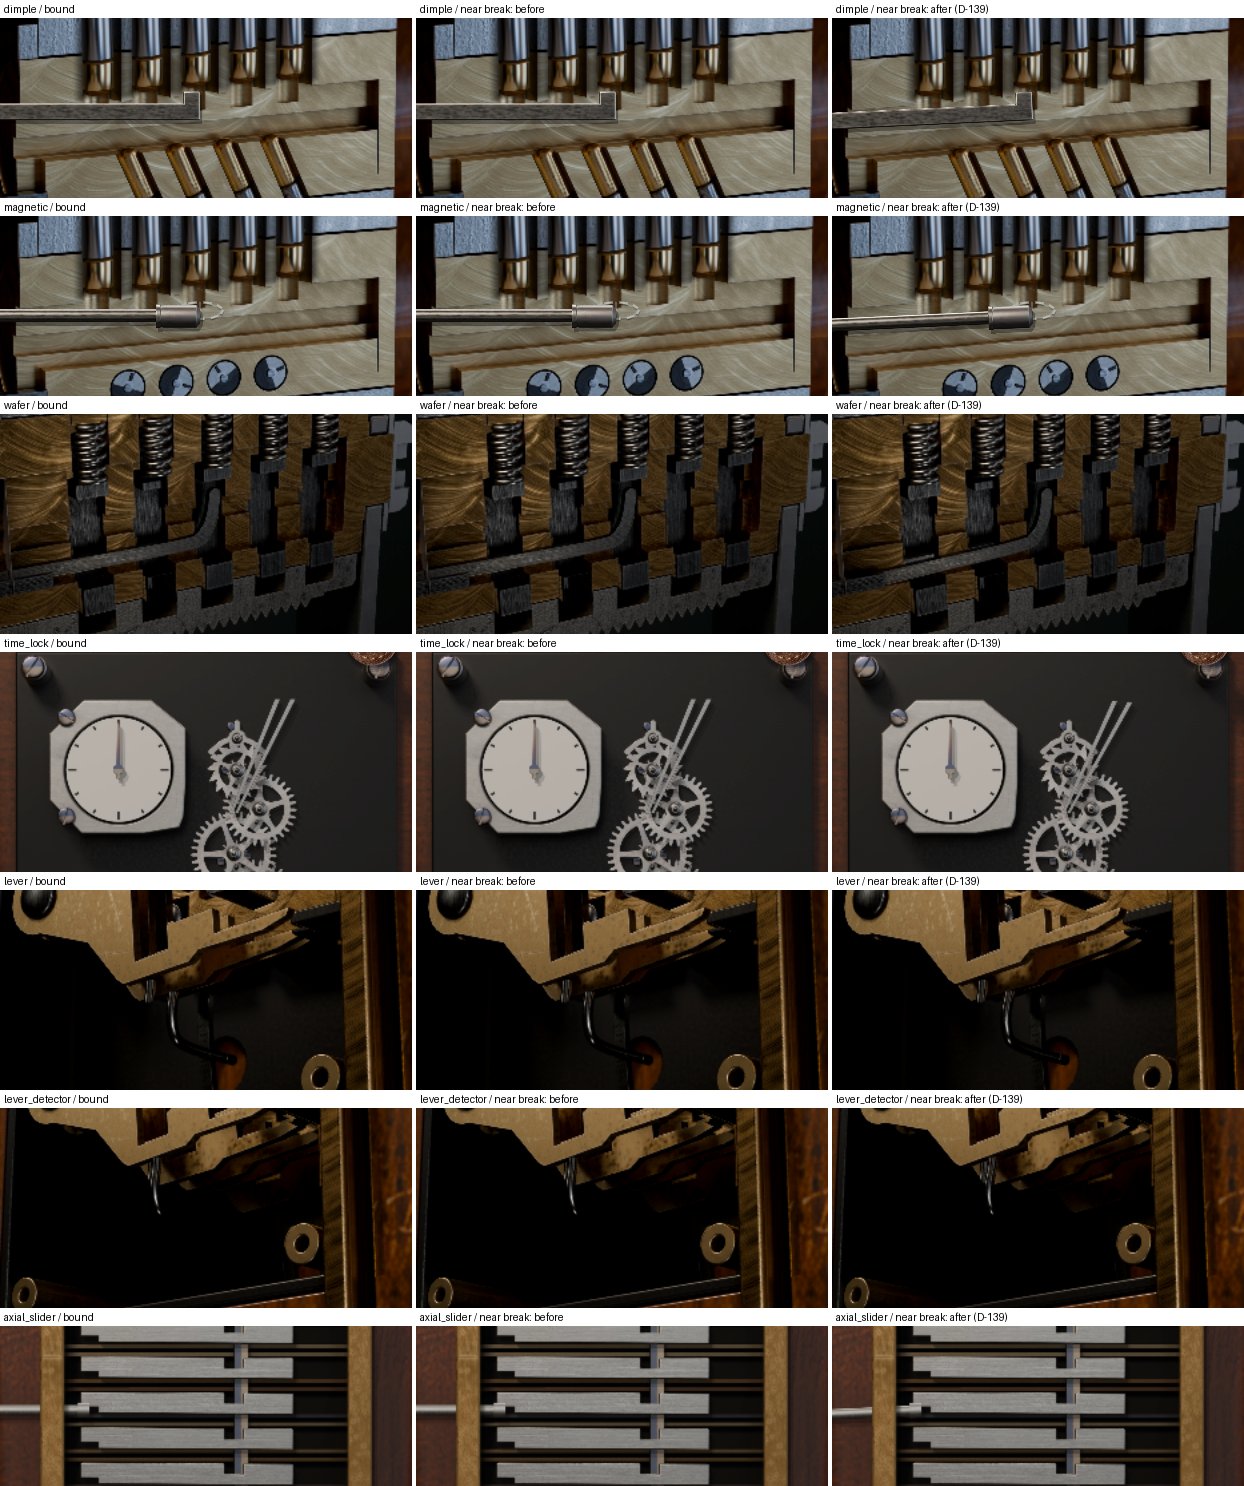 dimple / bound
dimple / near break: before
dimple / near break: after (D-139)
magnetic / bound
magnetic / near break: before
magnetic / near break: after (D-139)
wafer / bound
wafer / near break: before
wafer / near break: after (D-139)
time_lock / bound
time_lock / near break: before
time_lock / near break: after (D-139)
lever / bound
lever / near break: before
lever / near break: after (D-139)
lever_detector / bound
lever_detector / near break: before
lever_detector / near break: after (D-139)
axial_slider / bound
axial_slider / near break: before
axial_slider / near break: after (D-139)